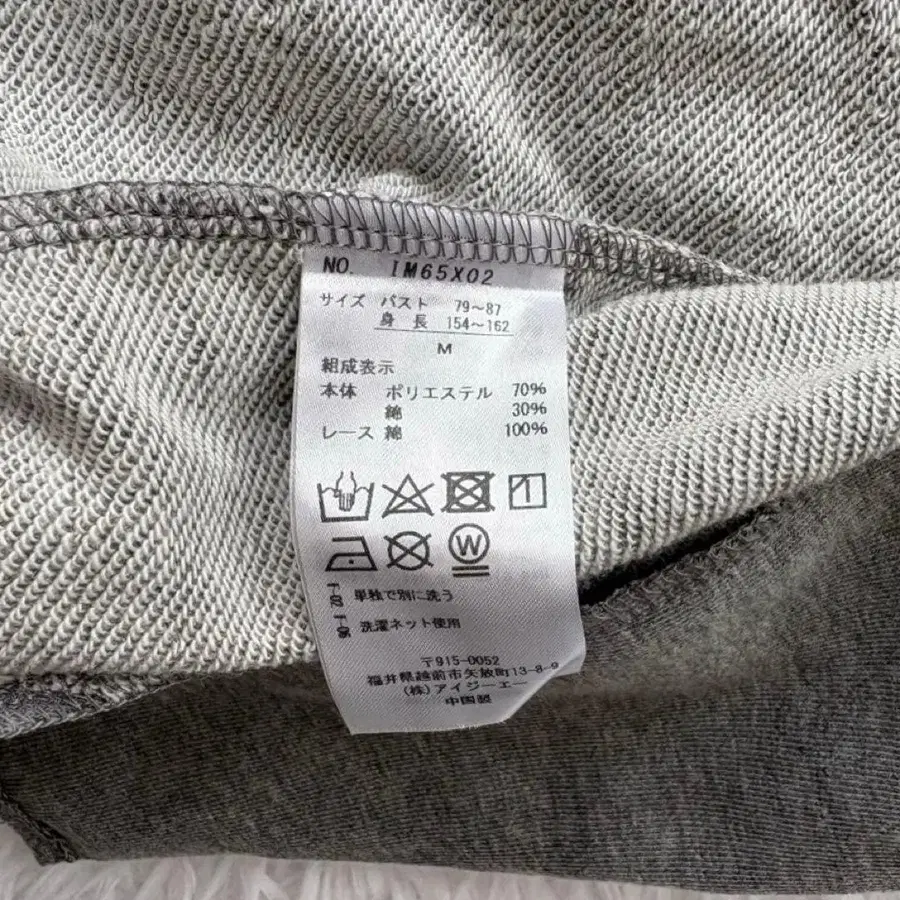 NO. IM65X02
サイズ バスト 79〜87
身長 154〜162
M
組成表示
本体 ポリエステル 70%
綿 30%
レース 綿 100%
W
単独で別に洗う
洗濯ネット使用
〒915-0052
福井県越前市矢放町13-8-9
(株)アイジーエー
中国製